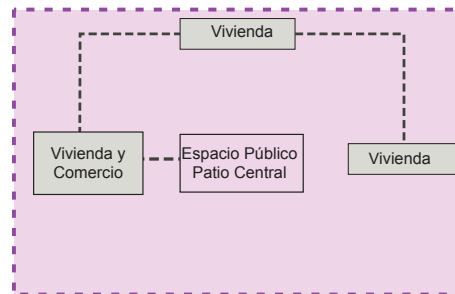 Vivienda
Vivienda y
Comercio
Espacio Público
Patio Central
Vivienda